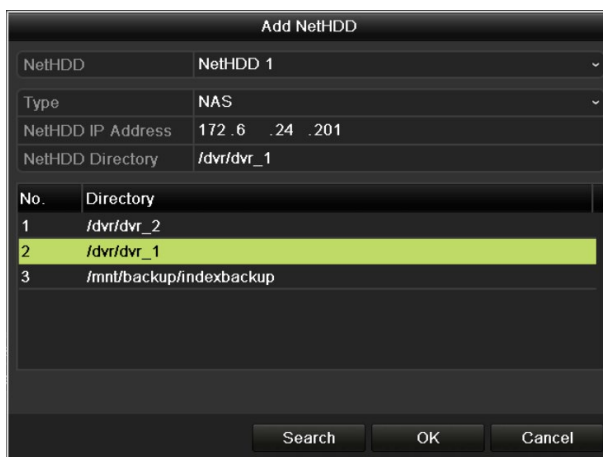 Add NetHDD
NetHDD NetHDD 1
Type NAS
NetHDD IP Address 172 .6 .24 .201
NetHDD Directory /dvr/dvr_1
No. Directory
1 /dvr/dvr_2
2 /dvr/dvr_1
3 /mnt/backup/indexbackup
Search OK Cancel